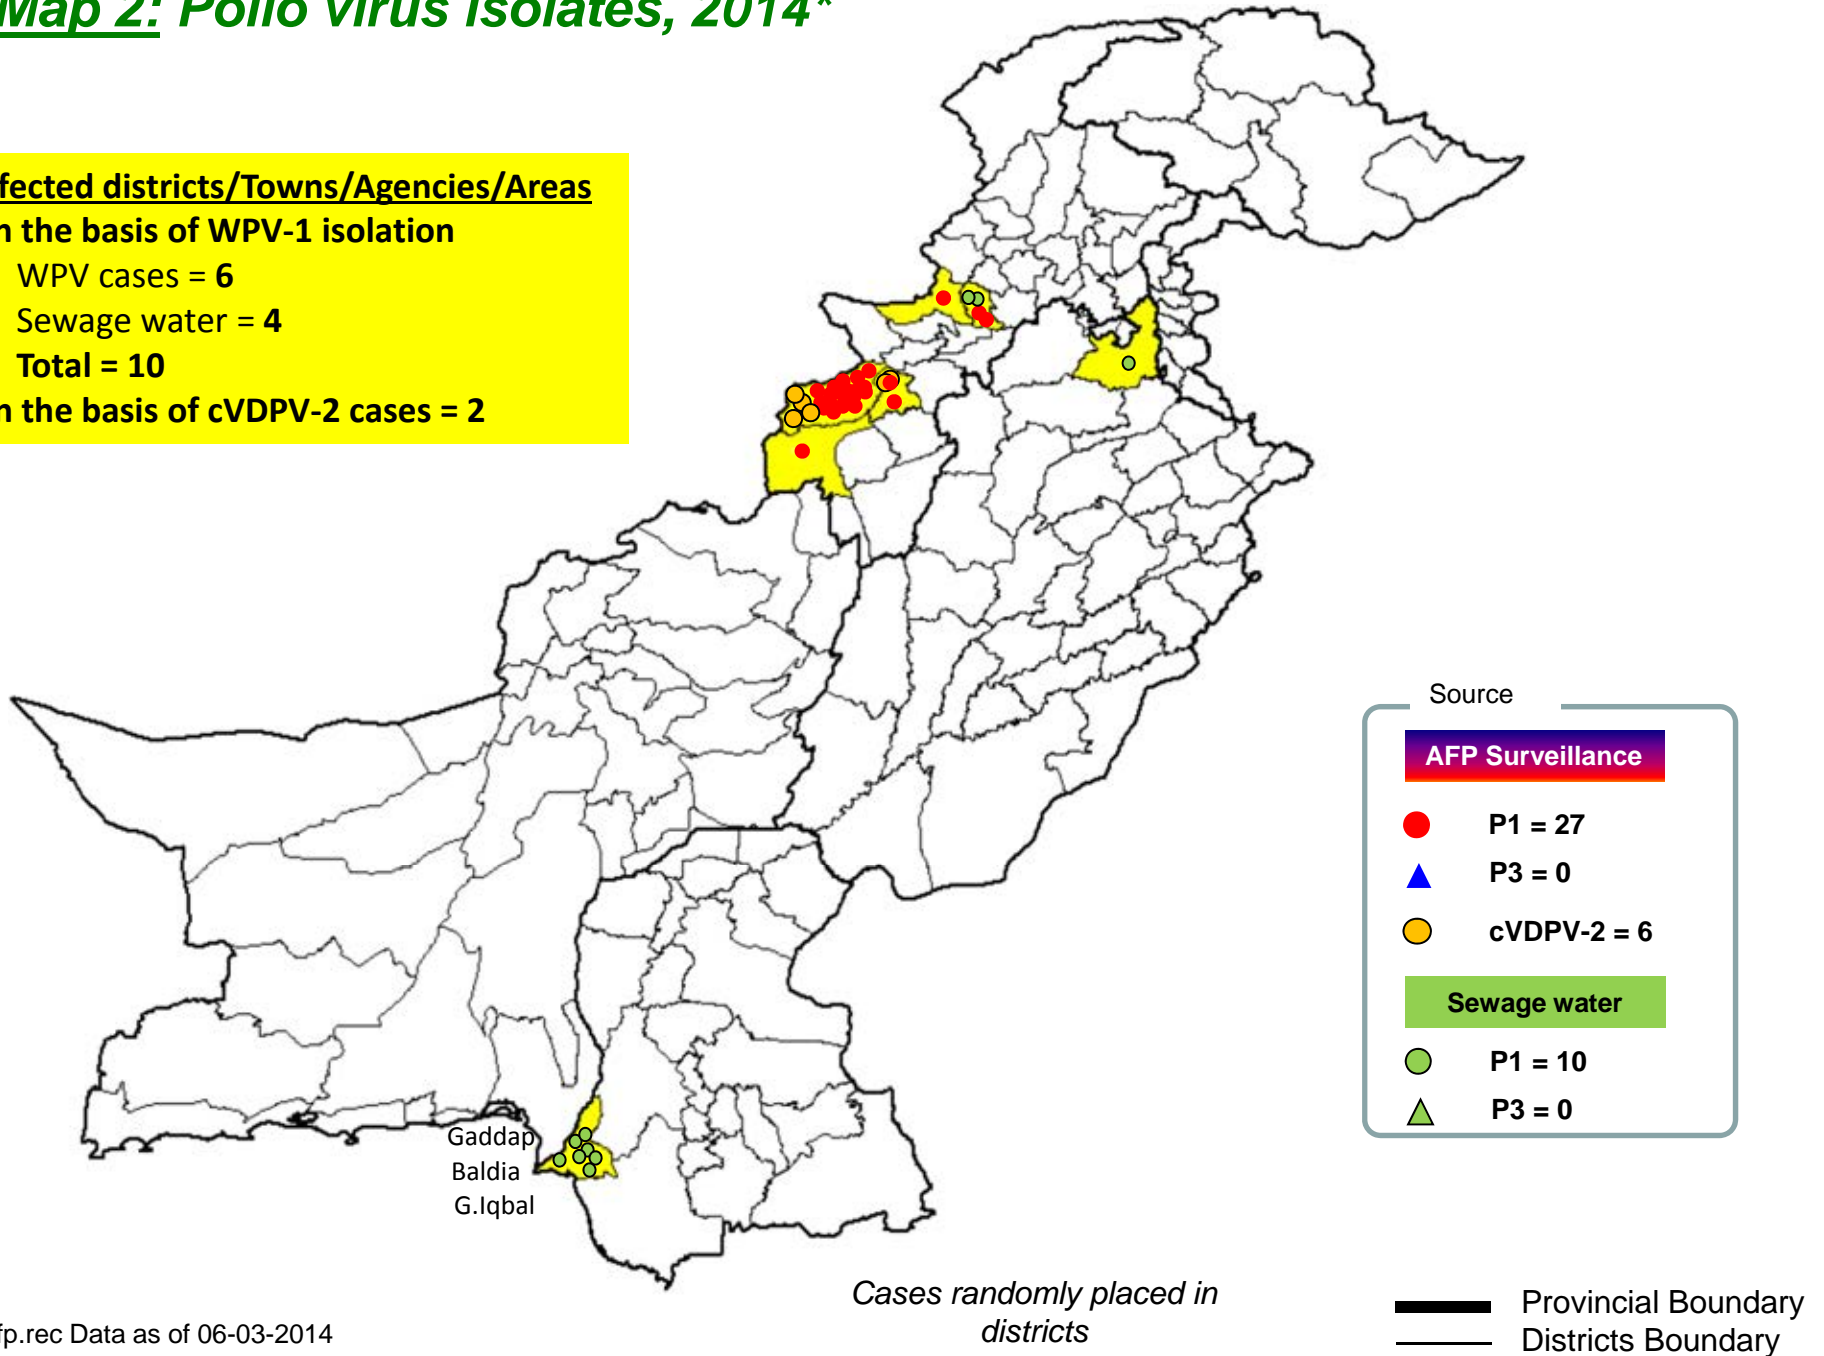 Map 2: Polio virus isolates, 2014*
fected districts/Towns/Agencies/Areas
n the basis of WPV-1 isolation
WPV cases = 6
Sewage water = 4
Total = 10
n the basis of cVDPV-2 cases = 2
Source
AFP Surveillance
P1 = 27
P3 = 0
cVDPV-2 = 6
Sewage water
P1 = 10
P3 = 0
Gaddap
Baldia
G.Iqbal
Cases randomly placed in
districts
fp.rec Data as of 06-03-2014
Provincial Boundary
Districts Boundary